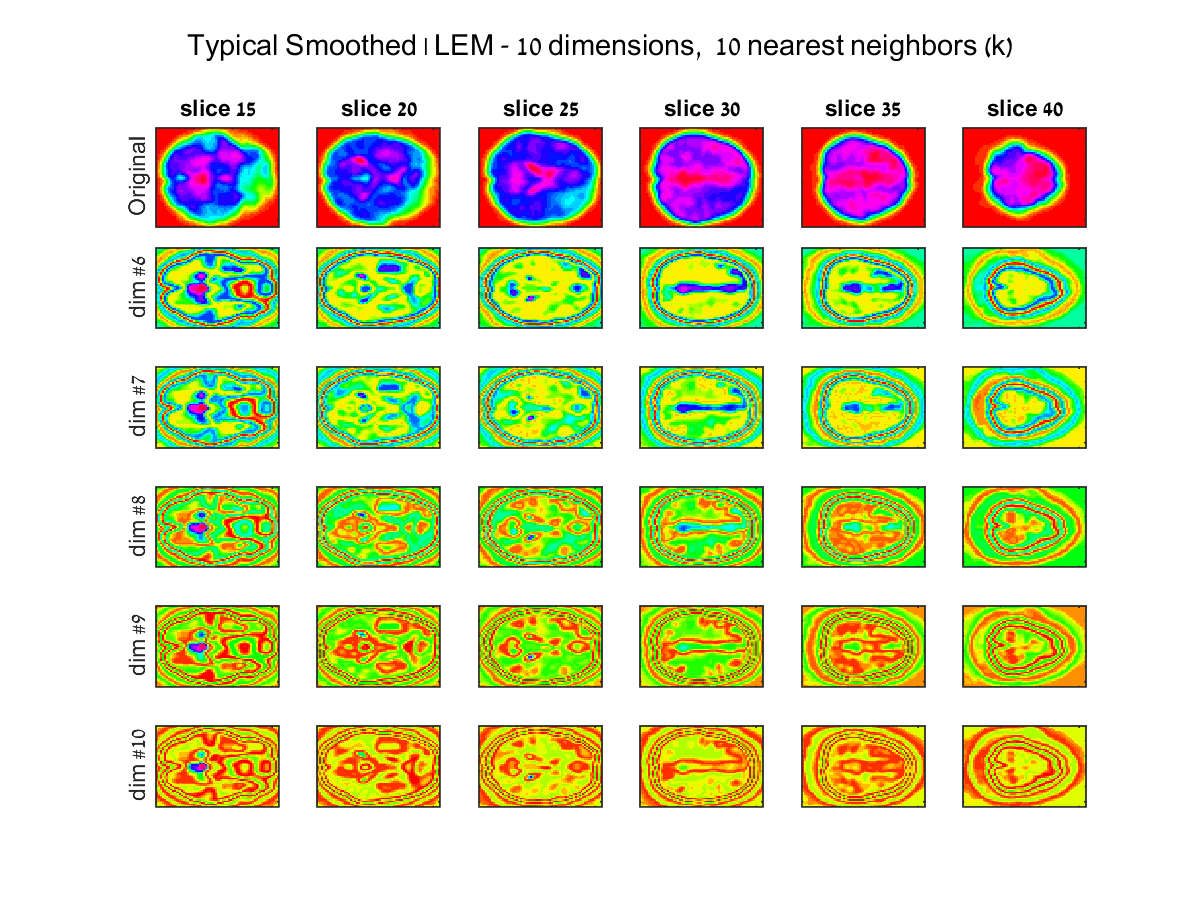 Typical Smoothed | LEM - 10 dimensions, 10 nearest neighbors (k)
slice 15 slice 20 slice 25 slice 30 slice 35 slice 40
Original
dim #6
dim #7
dim #8
dim #9
dim #10